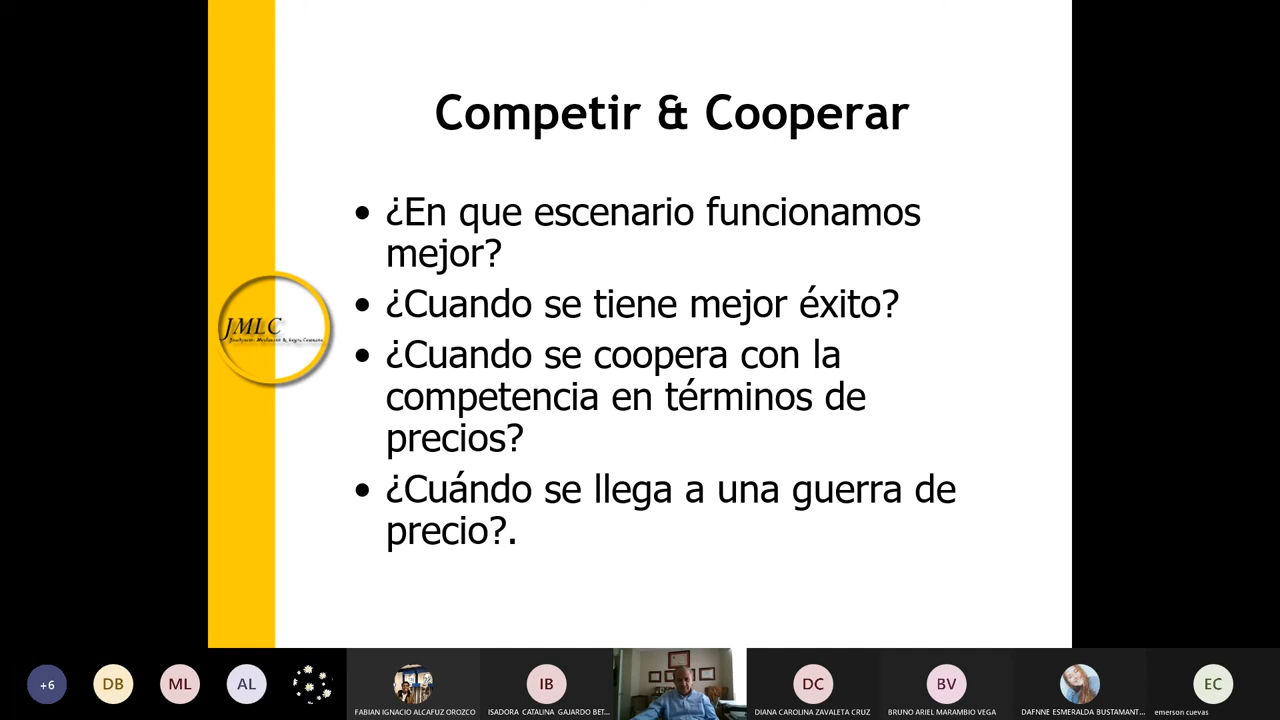 Competir & Cooperar
• ¿En que escenario funcionamos
mejor?
• ¿Cuando se tiene mejor éxito?
• ¿Cuando se coopera con la
competencia en términos de
precios?
• ¿Cuándo se llega a una guerra de
precio?.
JMLC
+6
DB
ML
AL
IB
DC
BV
EC
FABIAN IGNACIO ALCAFUZ OROZCO
ISADORA CATALINA GAJARDO BET...
DIANA CAROLINA ZAVALETA CRUZ
BRUNO ARIEL MARAMBIO VEGA
DAFNNE ESMERALDA BUSTAMANT...
emerson cuevas